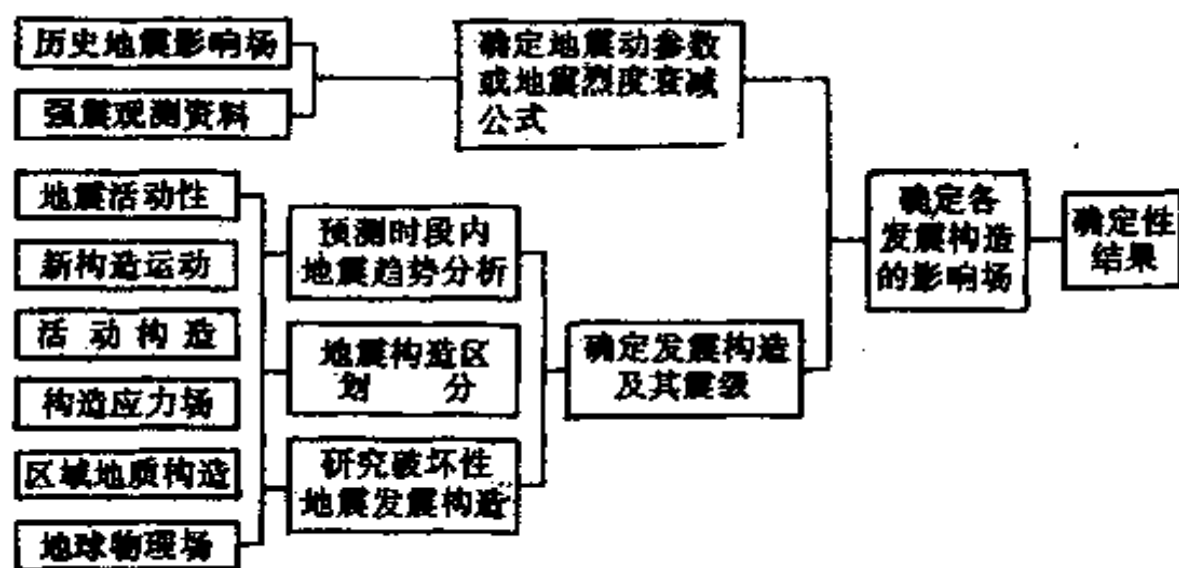 历史地震影响场
强震观测资料
确定地震动参数
或地震烈度衰减
公式
地震活动性
新构造运动
活动构造
构造应力场
区域地质构造
地球物理场
预测时段内
地震趋势分析
地震构造区
划分
研究破坏性
地震发震构造
确定发震构造
及其震级
确定各
发震构造
的影响场
确定性
结果